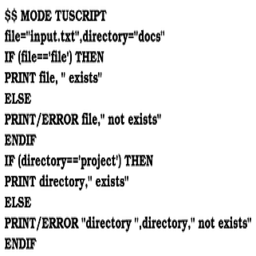 $$ MODE TUSCRIPT
file="input.txt",directory="docs"
IF (file=='file') THEN
PRINT file, " exists"
ELSE
PRINT/ERROR file," not exists"
ENDIF
IF (directory=='project') THEN
PRINT directory," exists"
ELSE
PRINT/ERROR "directory ",directory," not exists"
ENDIF